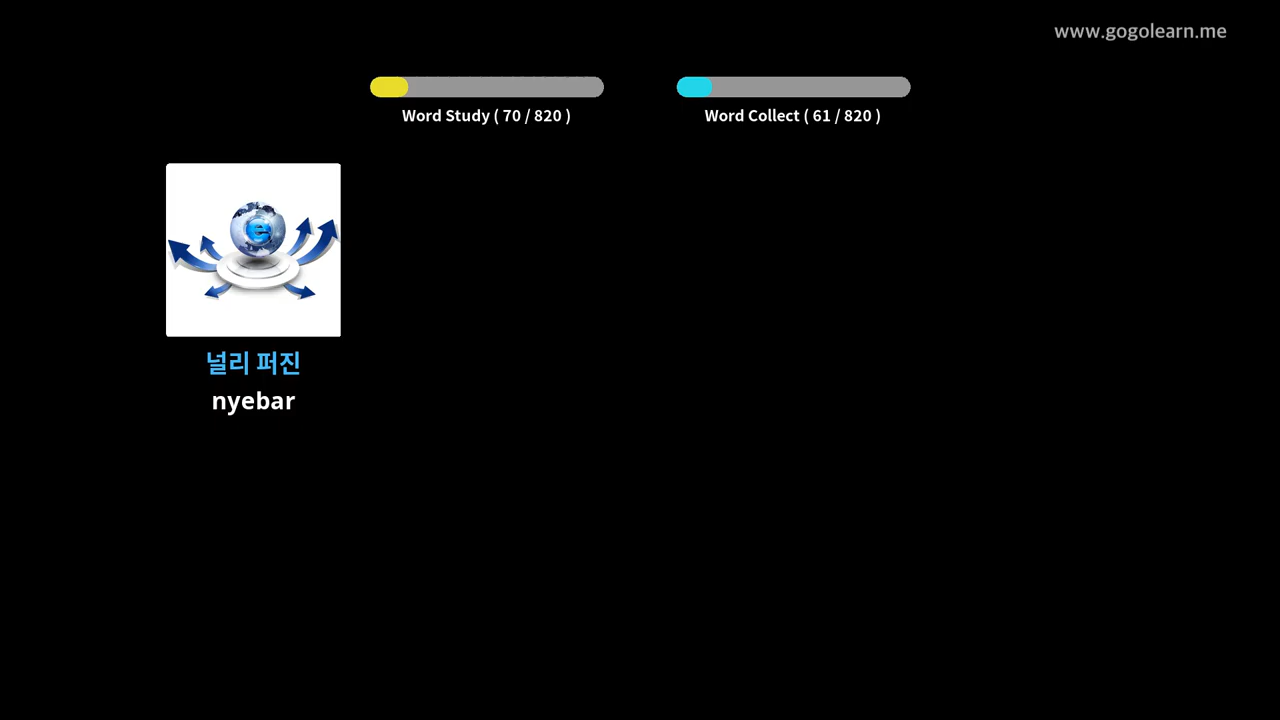 www.gogolearn.me
Word Study ( 70 / 820 )
Word Collect ( 61 / 820 )
e
널리 퍼진
nyebar